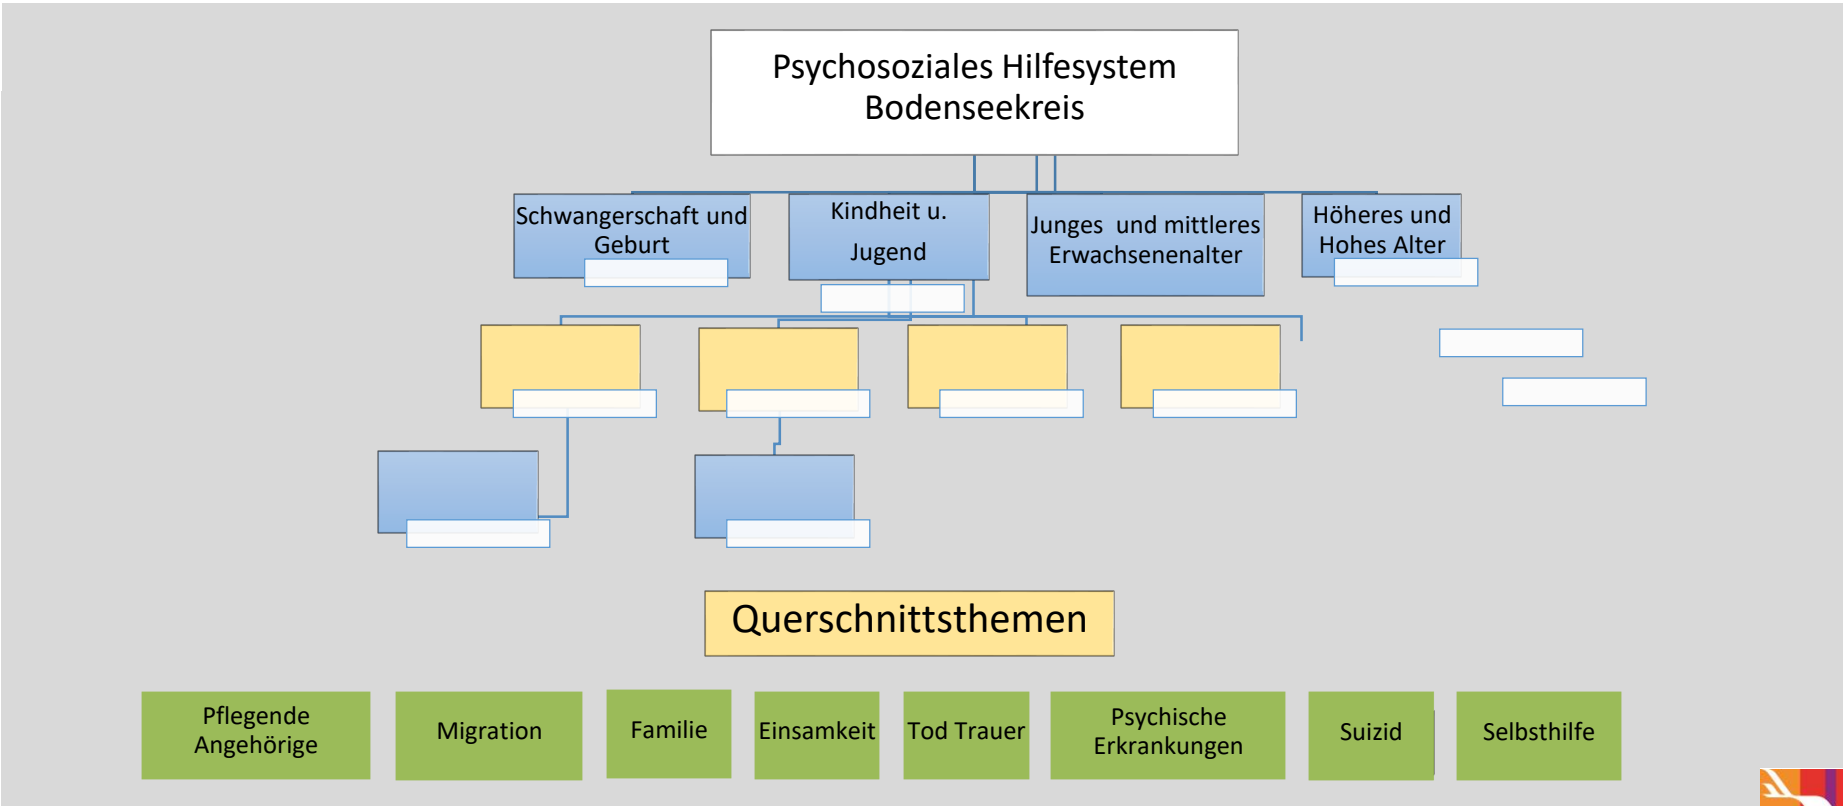 Psychosoziales Hilfesystem
Bodenseekreis
Schwangerschaft und
Geburt
Kindheit u.
Jugend
Junges und mittleres
Erwachsenenalter
Höheres und
Hohes Alter
Querschnittsthemen
Pflegende
Angehörige
Migration
Familie
Einsamkeit
Tod Trauer
Psychische
Erkrankungen
Suizid
Selbsthilfe